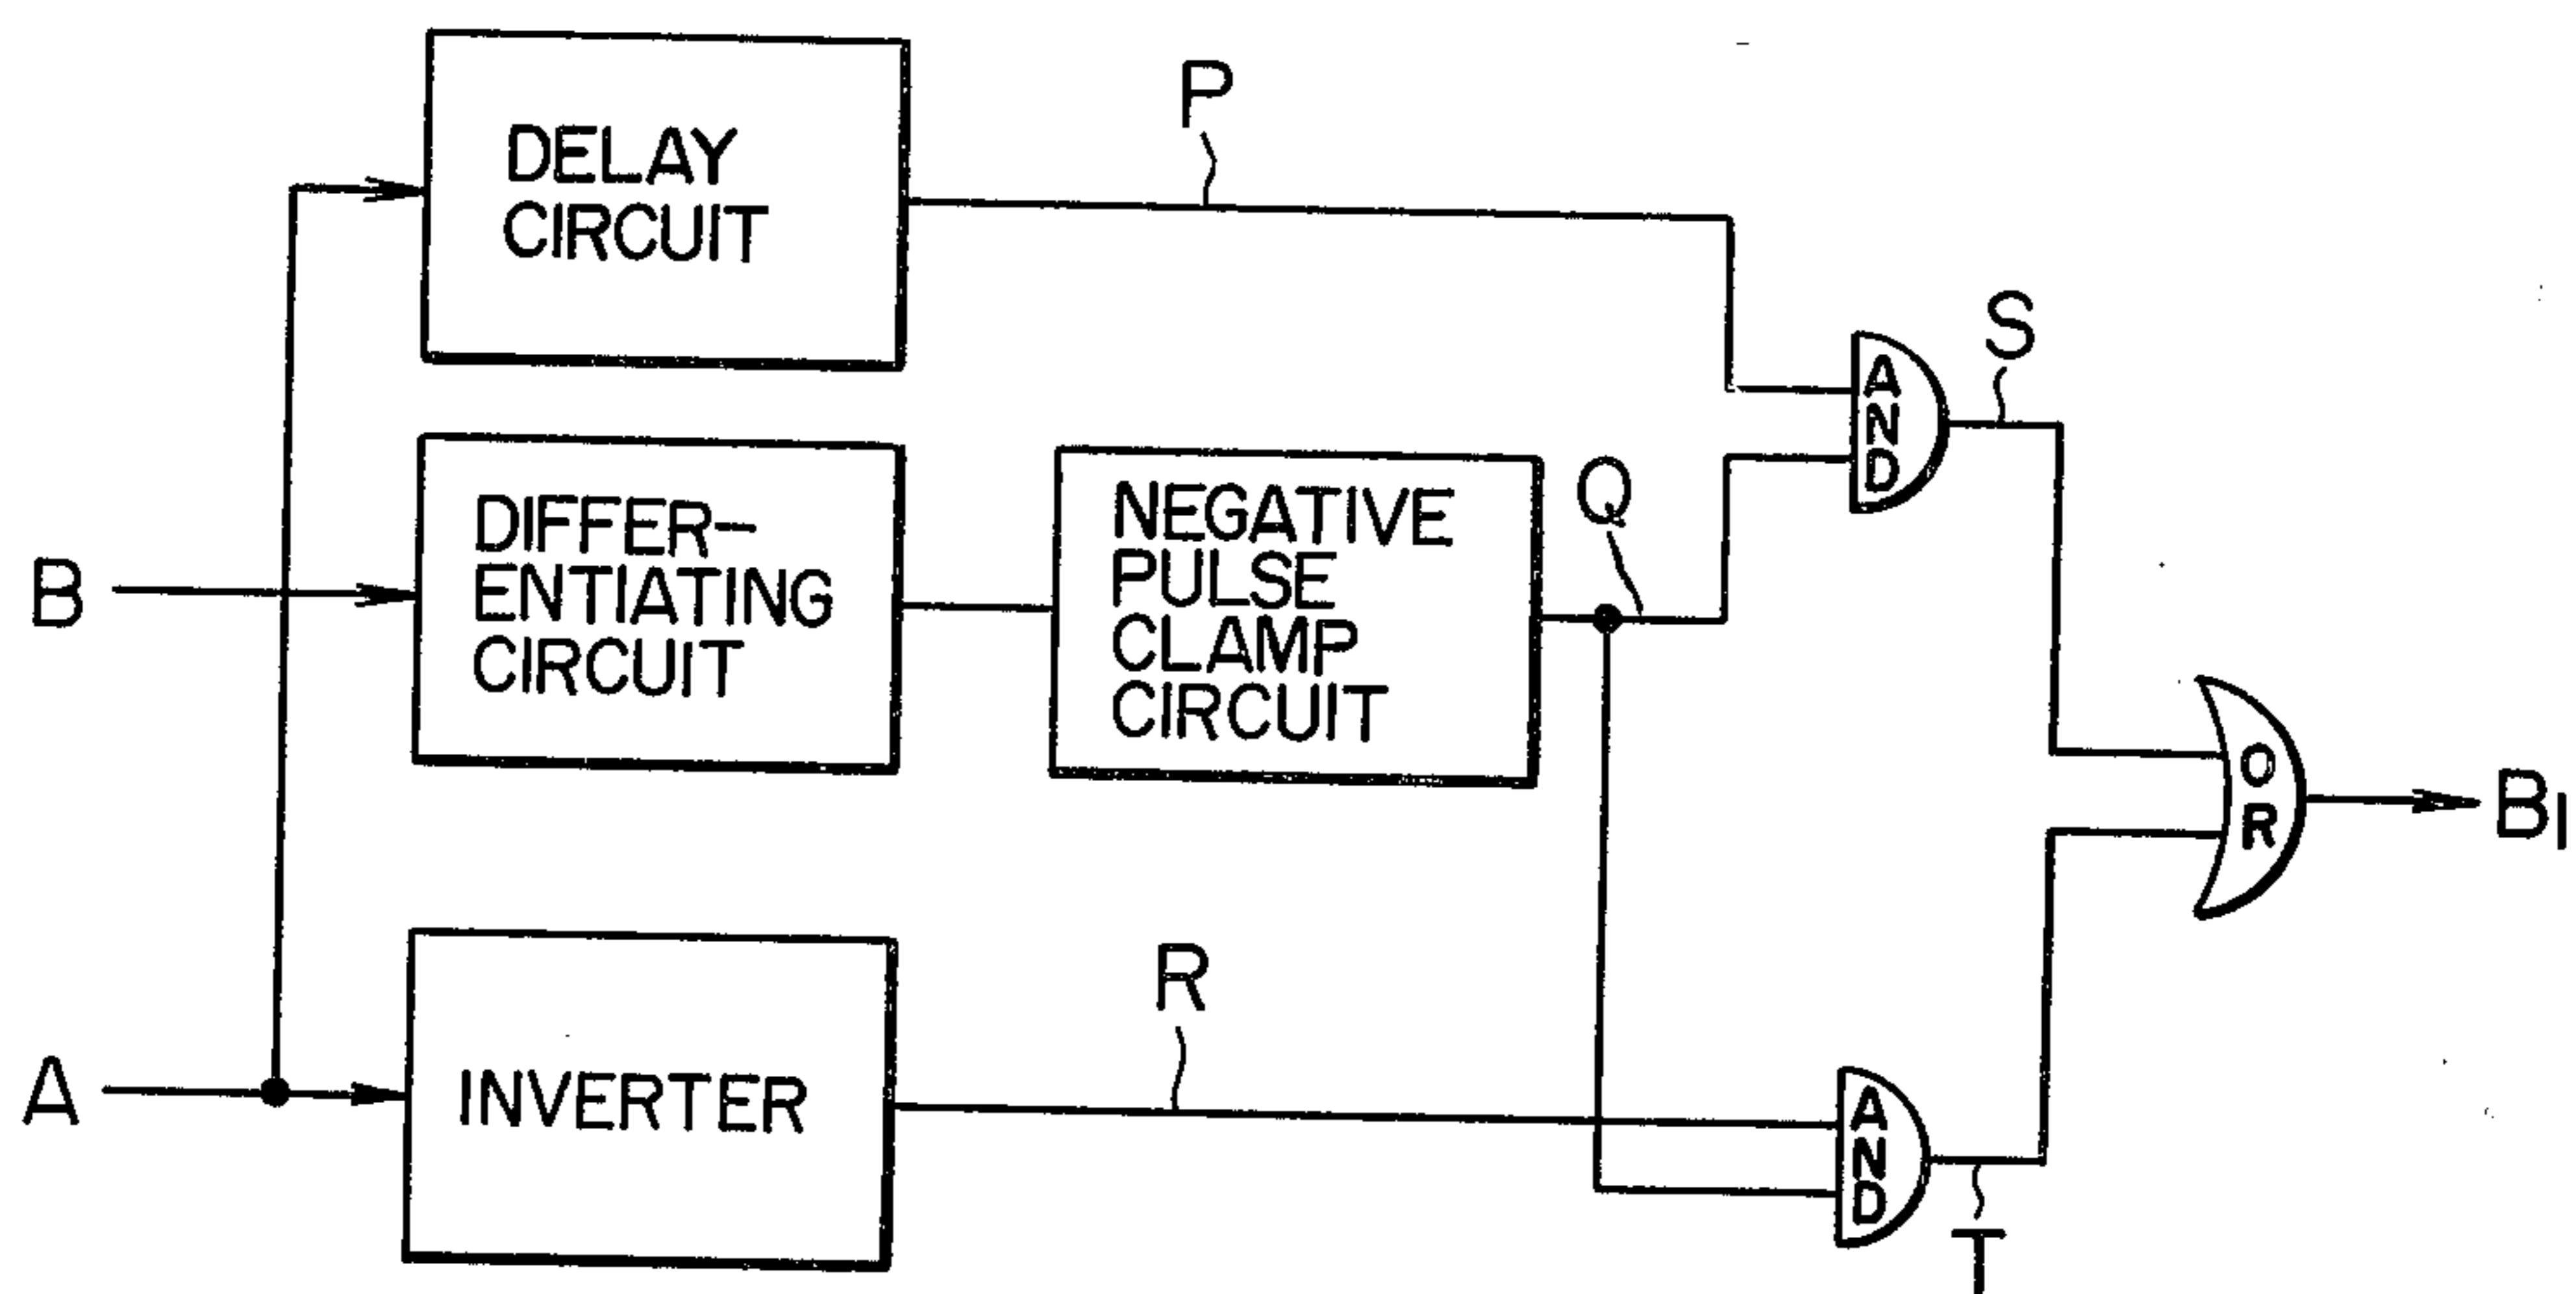 DELAY
CIRCUIT
P
S
AND
B
DIFFER-
ENTIATING
CIRCUIT
NEGATIVE
PULSE
CLAMP
CIRCUIT
Q
OR
B1
A
INVERTER
R
AND
T